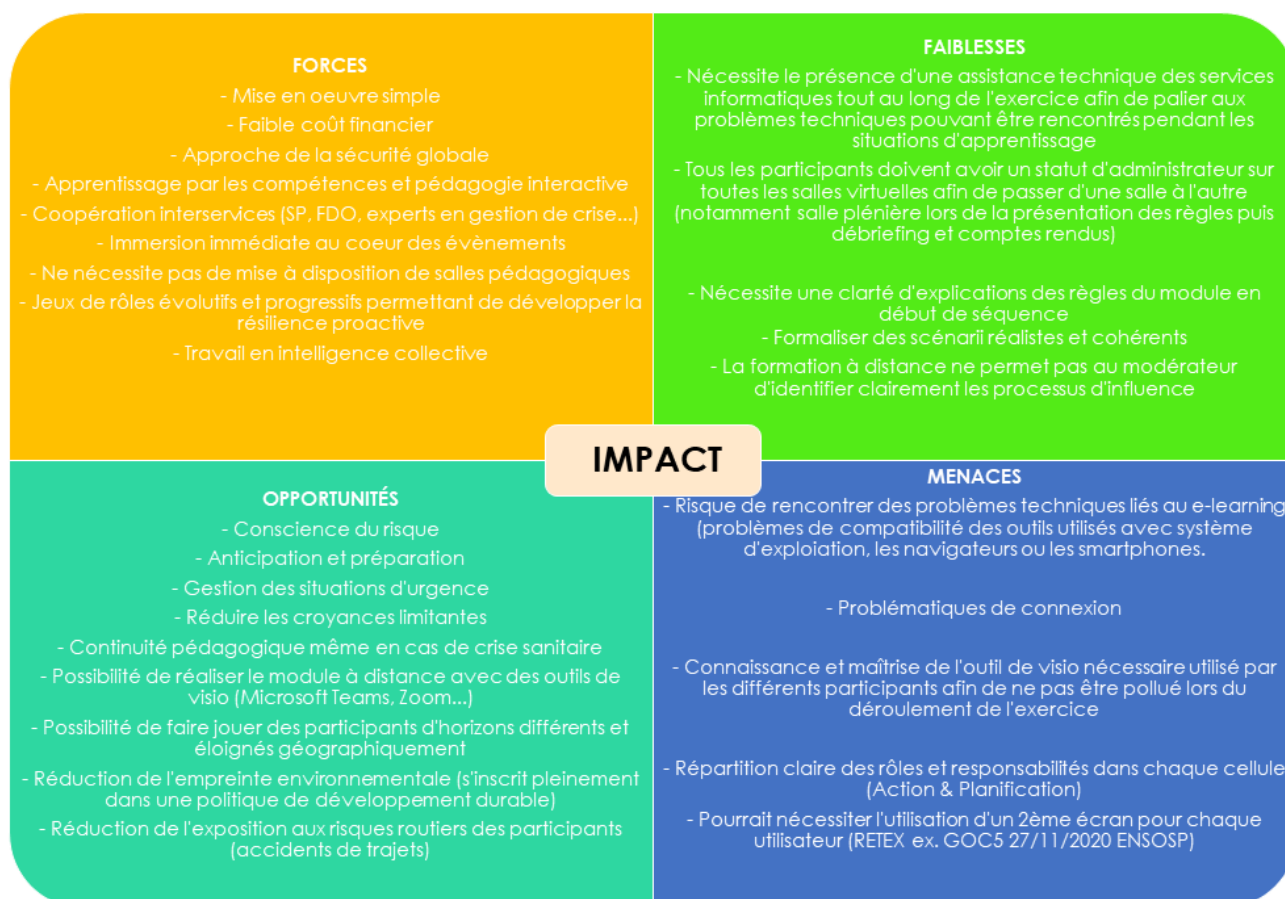 FORCES
- Mise en oeuvre simple
- Faible coût financier
- Approche de la sécurité globale
- Apprentissage par les compétences et pédagogie interactive
- Coopération interservices (SP, FDO, experts en gestion de crise...)
- Immersion immédiate au coeur des évènements
- Ne nécessite pas de mise à disposition de salles pédagogiques
- Jeux de rôles évolutifs et progressifs permettant de développer la
résilience proactive
- Travail en intelligence collective
FAIBLESSES
- Nécessite le présence d'une assistance technique des services
informatiques tout au long de l'exercice afin de palier aux
problèmes techniques pouvant être rencontrés pendant les
situations d'apprentissage
- Tous les participants doivent avoir un statut d'administrateur sur
toutes les salles virtuelles afin de passer d'une salle à l'autre
(notamment salle plénière lors de la présentation des règles puis
débriefing et comptes rendus)
- Nécessite une clarté d'explications des règles du module en
début de séquence
- Formaliser des scénarii réalistes et cohérents
- La formation à distance ne permet pas au modérateur
d'identifier clairement les processus d'influence
IMPACT
OPPORTUNITÉS
- Conscience du risque
- Anticipation et préparation
- Gestion des situations d'urgence
- Réduire les croyances limitantes
- Continuité pédagogique même en cas de crise sanitaire
- Possibilité de réaliser le module à distance avec des outils de
visio (Microsoft Teams, Zoom...)
- Possibilité de faire jouer des participants d'horizons différents et
éloignés géographiquement
- Réduction de l'empreinte environnementale (s'inscrit pleinement
dans une politique de développement durable)
- Réduction de l'exposition aux risques routiers des participants
(accidents de trajets)
MENACES
- Risque de rencontrer des problèmes techniques liés au e-learning
(problèmes de compatibilité des outils utilisés avec système
d'exploiation, les navigateurs ou les smartphones.
- Problématiques de connexion
- Connaissance et maîtrise de l'outil de visio nécessaire utilisé par
les différents participants afin de ne pas être pollué lors du
déroulement de l'exercice
- Répartition claire des rôles et responsabilités dans chaque cellule
(Action & Planification)
- Pourrait nécessiter l'utilisation d'un 2ème écran pour chaque
utilisateur (RETEX ex. GOC5 27/11/2020 ENSOSP)